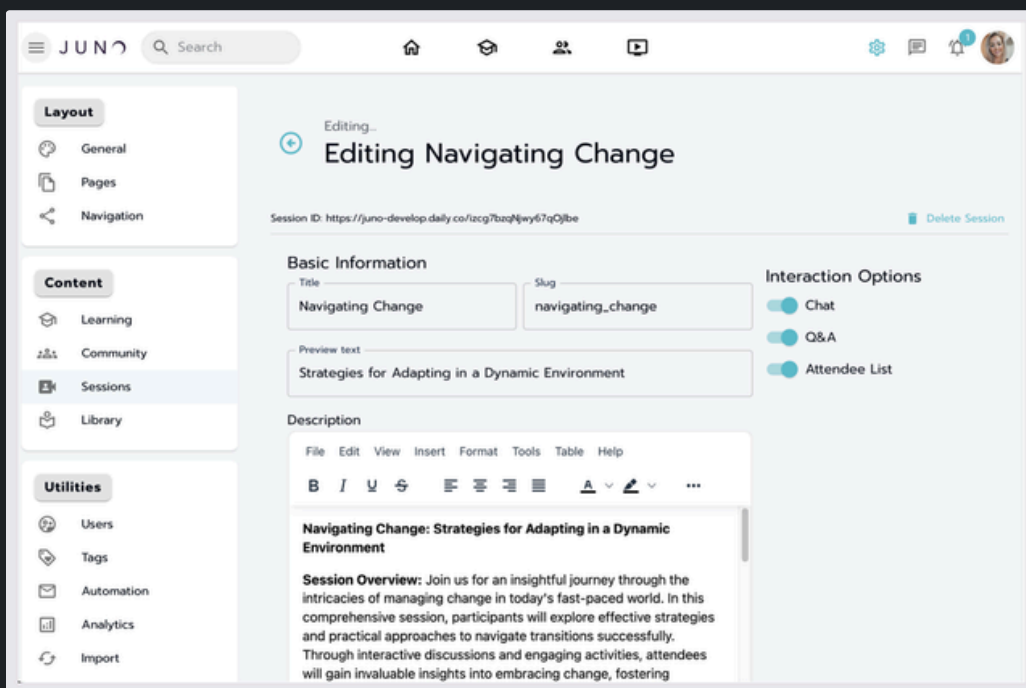 JUNO
Search
1
Layout
General
Pages
Navigation
Content
Learning
Community
Sessions
Library
Utilities
Users
Tags
Automation
Analytics
Import
Editing..
Editing Navigating Change
Session ID: https://juno-develop.daily.co/izcg7bzqNjwy67qOjlbe
Delete Session
Basic Information
Title
Navigating Change
Slug
navigating_change
Preview text
Strategies for Adapting in a Dynamic Environment
Interaction Options
Chat
Q&A
Attendee List
Description
File Edit View Insert Format Tools Table Help
B I U S A
Navigating Change: Strategies for Adapting in a Dynamic
Environment
Session Overview: Join us for an insightful journey through the
intricacies of managing change in today's fast-paced world. In this
comprehensive session, participants will explore effective strategies
and practical approaches to navigate transitions successfully.
Through interactive discussions and engaging activities, attendees
will gain invaluable insights into embracing change, fostering